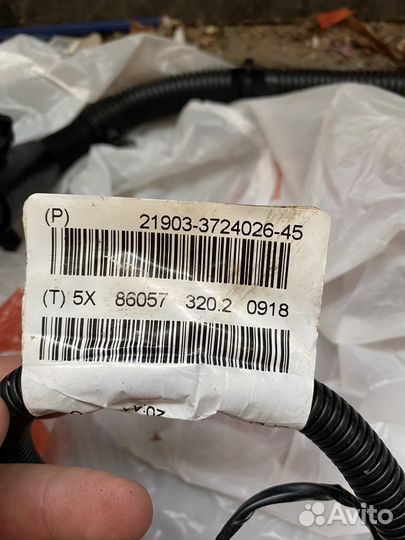 (P) 21903-3724026-45
(T) 5X 86057 320.2 0918
Avito